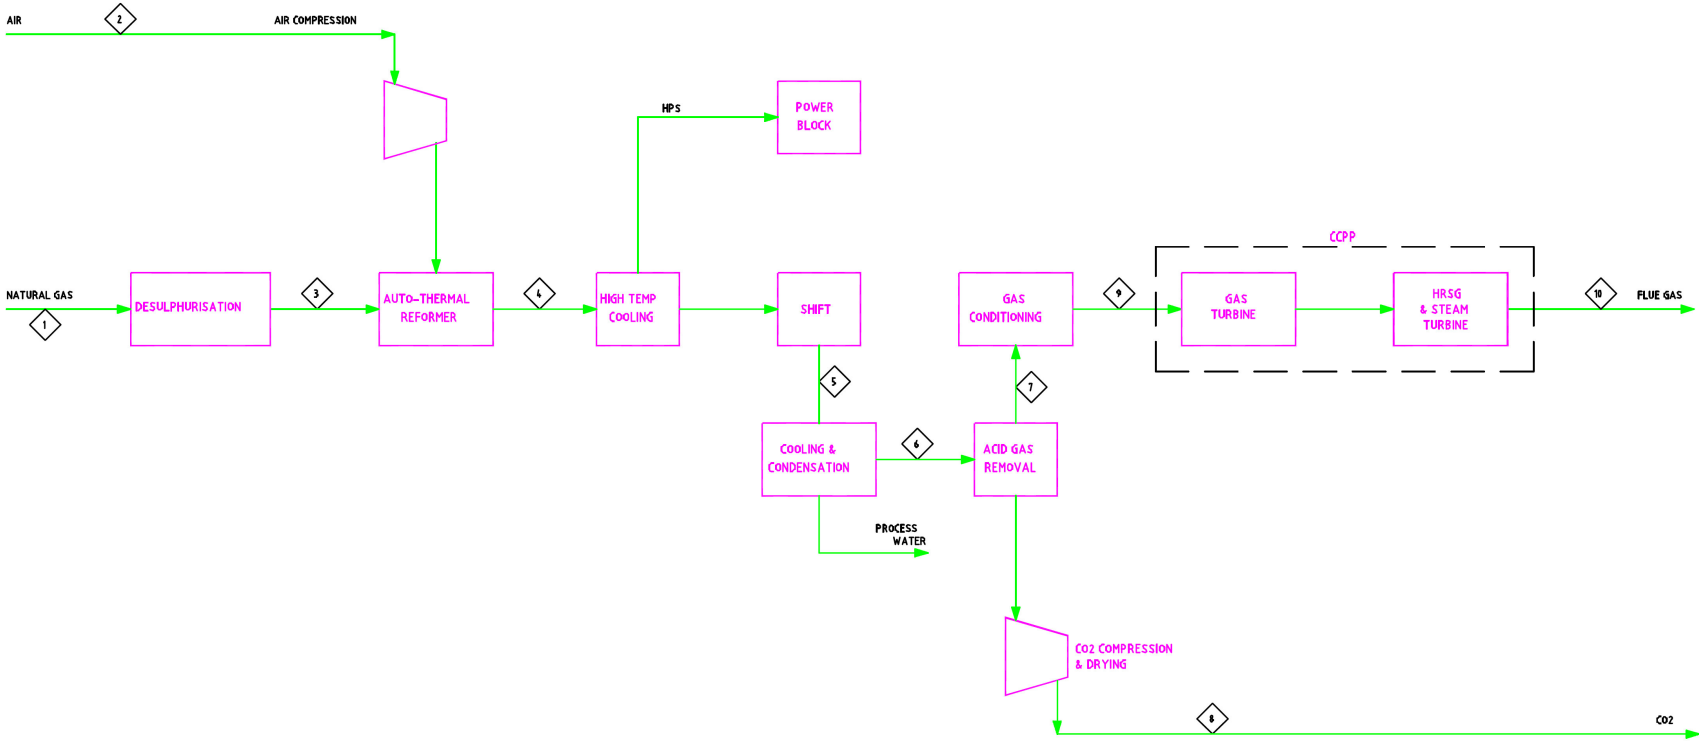 AIR
2
AIR COMPRESSION
POWER
BLOCK
HPS
CCPP
NATURAL GAS
1
DESULPHURISATION
3
AUTO-THERMAL
REFORMER
4
HIGH TEMP
COOLING
SHIFT
GAS
CONDITIONING
9
GAS
TURBINE
HRSG
& STEAM
TURBINE
10
FLUE GAS
5
7
COOLING &
CONDENSATION
6
ACID GAS
REMOVAL
PROCESS
WATER
CO2 COMPRESSION
& DRYING
8
CO2